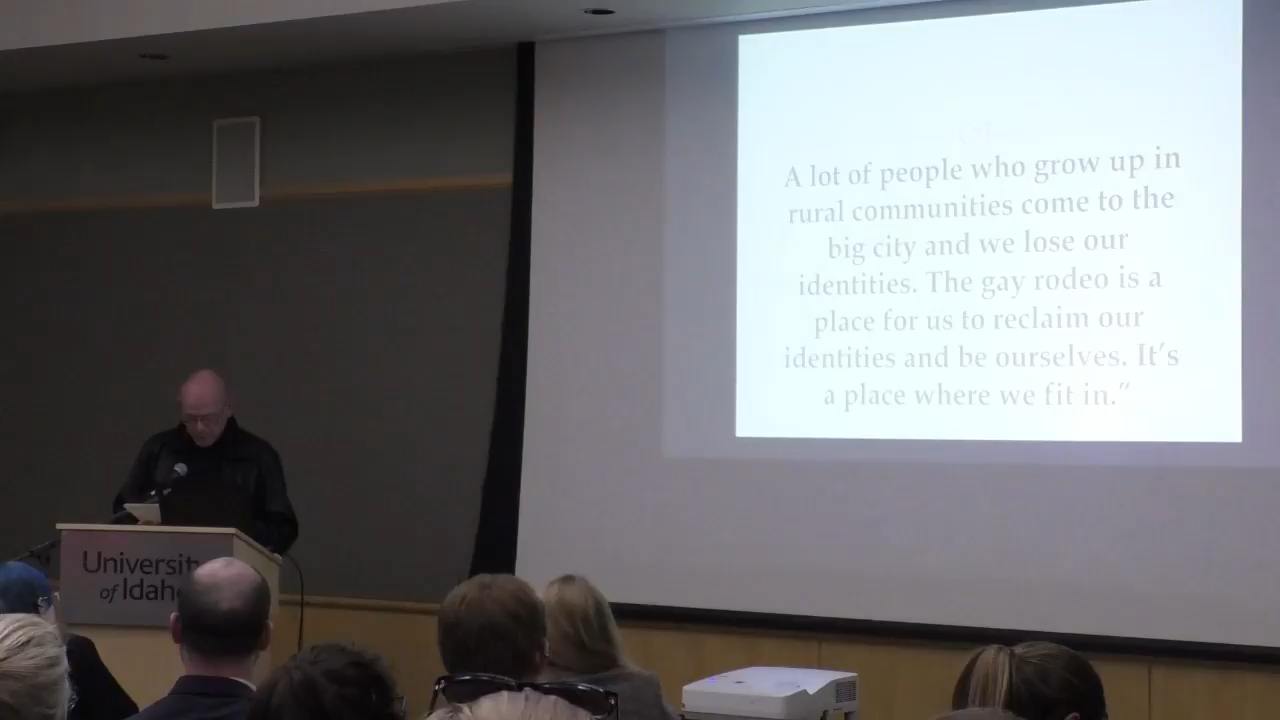 A lot of people who grow up in
rural communities come to the
big city and we lose our
identities. The gay rodeo is a
place for us to reclaim our
identities and be ourselves. It's
a place where we fit in.”
of